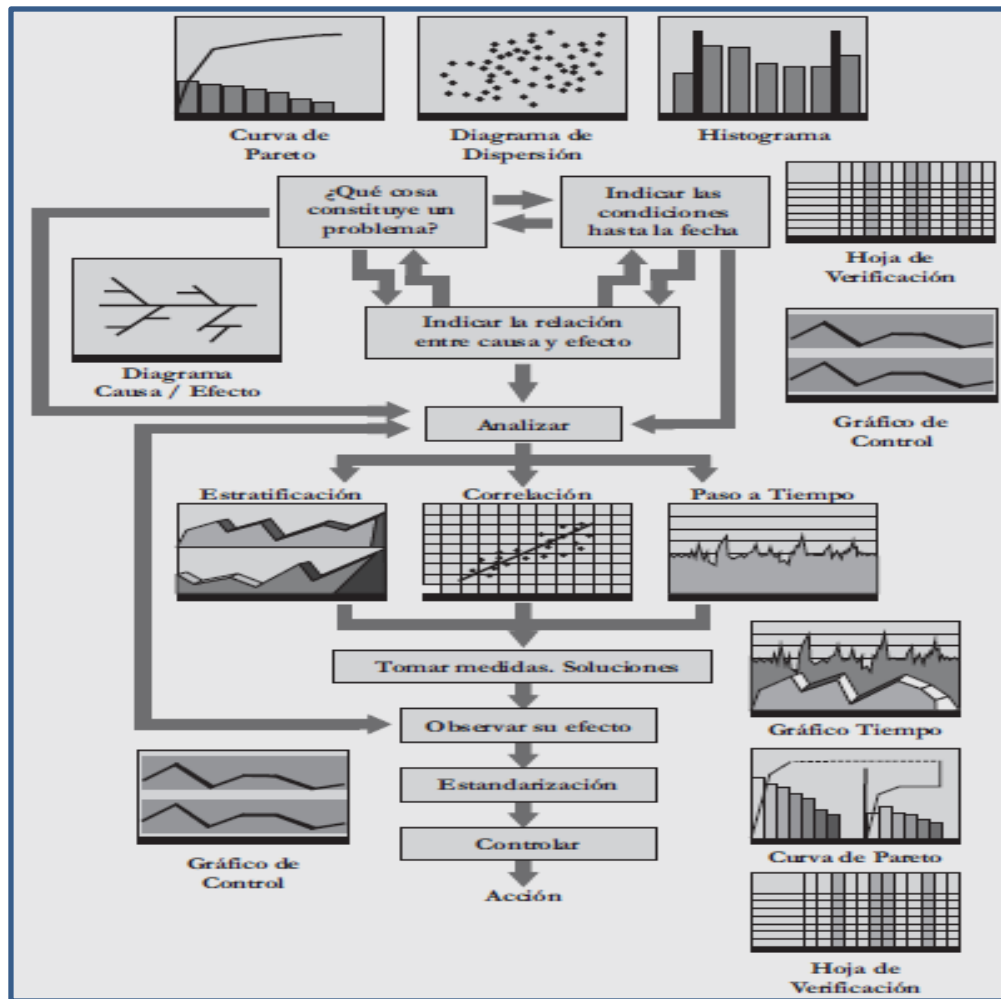 Curva de
Pareto
Diagrama de
Dispersión
Histograma
¿Qué cosa
constituye un
problema?
Indicar las
condiciones
hasta la fecha
Hoja de
Verificación
Indicar la relación
entre causa y efecto
Diagrama
Causa / Efecto
Analizar
Gráfico de
Control
Estratificación
Correlación
Paso a Tiempo
Tomar medidas. Soluciones
Observar su efecto
Gráfico Tiempo
Estandarización
Controlar
Curva de Pareto
Gráfico de
Control
Acción
Hoja de
Verificación